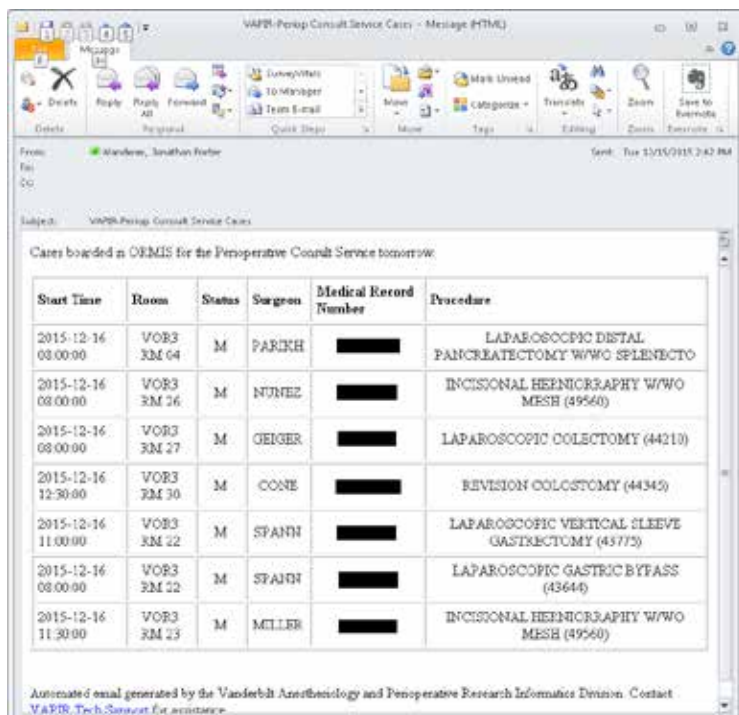 VAPIR-Periop Consult Service Cases - Message (HTML)
Message
Delete
Reply
Reply All
Forward
SurveyVitals
To Manager
Team E-mail
Move
Mark Unread
Categorize
Translate
Zoom
Save to Evernote
Delete
Respond
Quick Steps
Move
Tags
Editing
Zoom
Evernote
From: Wanderer, Jonathan Porter
Sent: Tue 12/15/2015 2:42 PM
To:
Cc:
Subject: VAPIR-Periop Consult Service Cases
Cases boarded in ORMIS for the Perioperative Consult Service tomorrow.
Start Time Room Status Surgeon Medical Record Number Procedure
2015-12-16 08:00:00 VOR3 RM 04 M PARIKH LAPAROSCOPIC DISTAL PANCREATECTOMY W/WO SPLENECTO
2015-12-16 08:00:00 VOR3 RM 26 M NUNEZ INCISIONAL HERNIORRAPHY W/WO MESH (49560)
2015-12-16 08:00:00 VOR3 RM 27 M GEIGER LAPAROSCOPIC COLECTOMY (44210)
2015-12-16 12:30:00 VOR3 RM 30 M CONE REVISION COLOSTOMY (44345)
2015-12-16 11:00:00 VOR3 RM 22 M SPANN LAPAROSCOPIC VERTICAL SLEEVE GASTRECTOMY (43775)
2015-12-16 08:00:00 VOR3 RM 22 M SPANN LAPAROSCOPIC GASTRIC BYPASS (43644)
2015-12-16 11:30:00 VOR3 RM 23 M MILLER INCISIONAL HERNIORRAPHY W/WO MESH (49560)
Automated email generated by the Vanderbilt Anesthesiology and Perioperative Research Informatics Division. Contact
VAPIR Tech Support for assistance